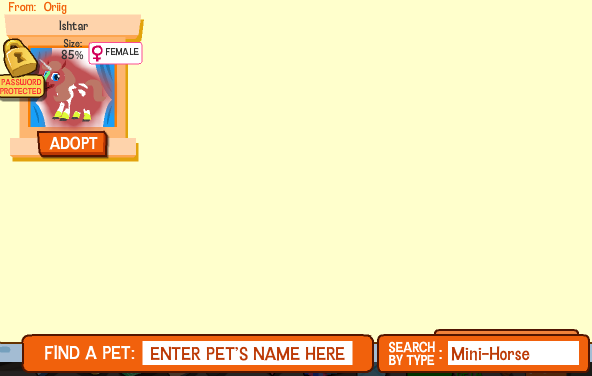 From: Oriig
Ishtar
Size:
85%
FEMALE
PASSWORD
PROTECTED
ADOPT
FIND A PET: ENTER PET'S NAME HERE
SEARCH
BY TYPE : Mini-Horse